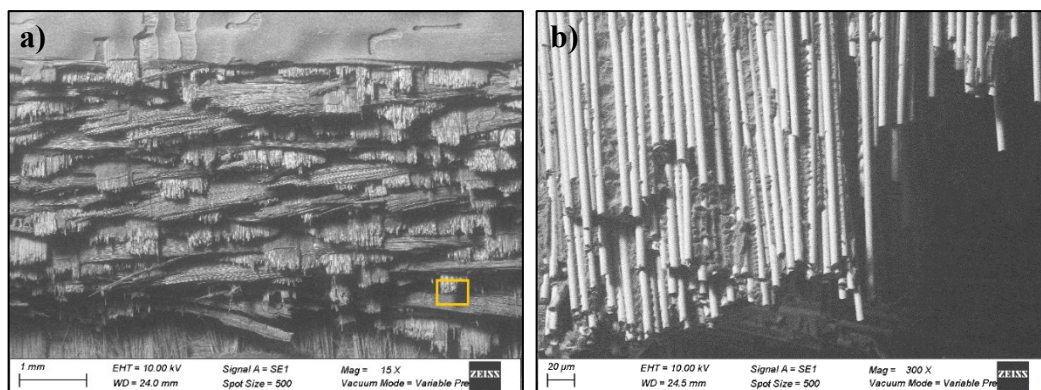 a)
b)
1 mm
EHT = 10.00 kV
WD = 24.0 mm
Signal A = SE1
Spot Size = 500
Mag = 15 X
Vacuum Mode = Variable Pre
ZEISS
20 µm
EHT = 10.00 kV
WD = 24.5 mm
Signal A = SE1
Spot Size = 500
Mag = 300 X
Vacuum Mode = Variable Pre
ZEISS